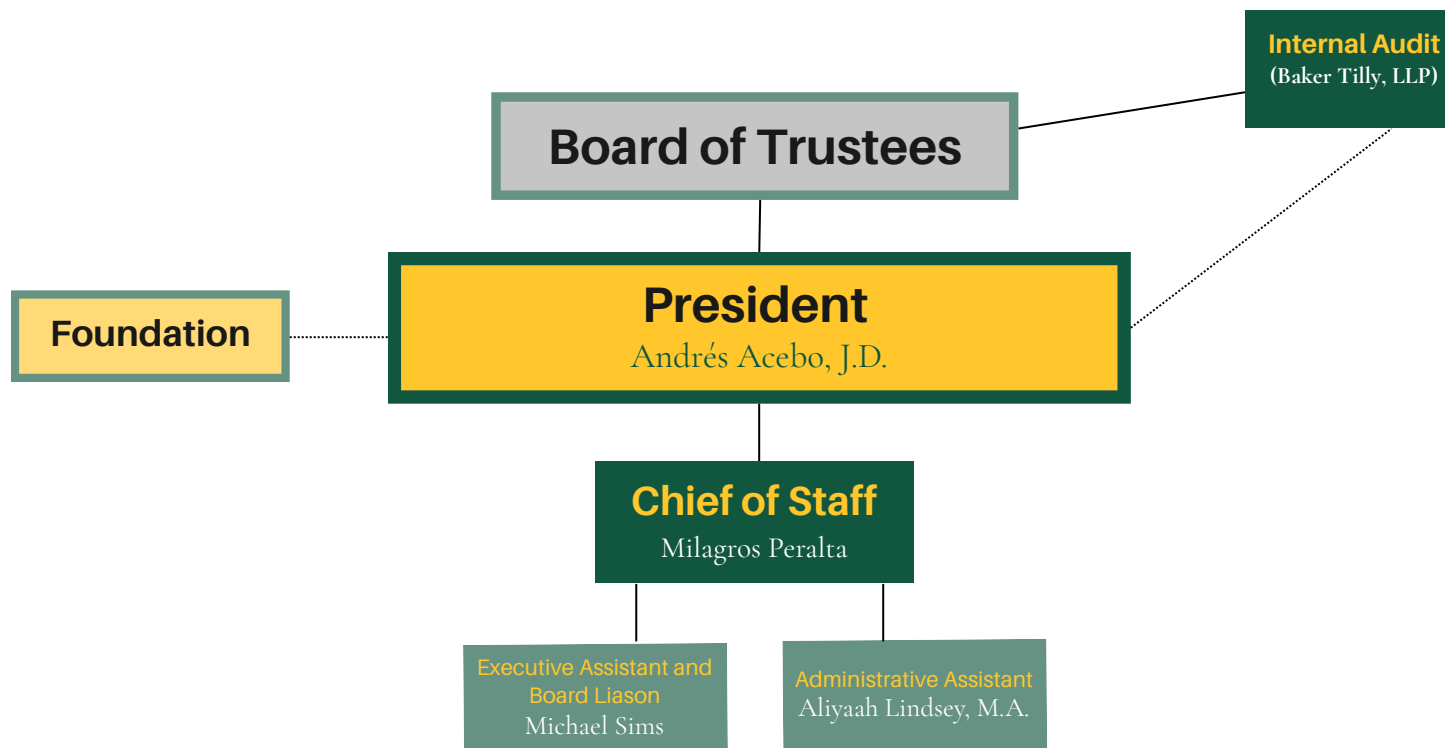 Internal Audit
(Baker Tilly, LLP)
Board of Trustees
President
Andrés Acebo, J.D.
Foundation
Chief of Staff
Milagros Peralta
Executive Assistant and
Board Liason
Michael Sims
Administrative Assistant
Aliyaah Lindsey, M.A.